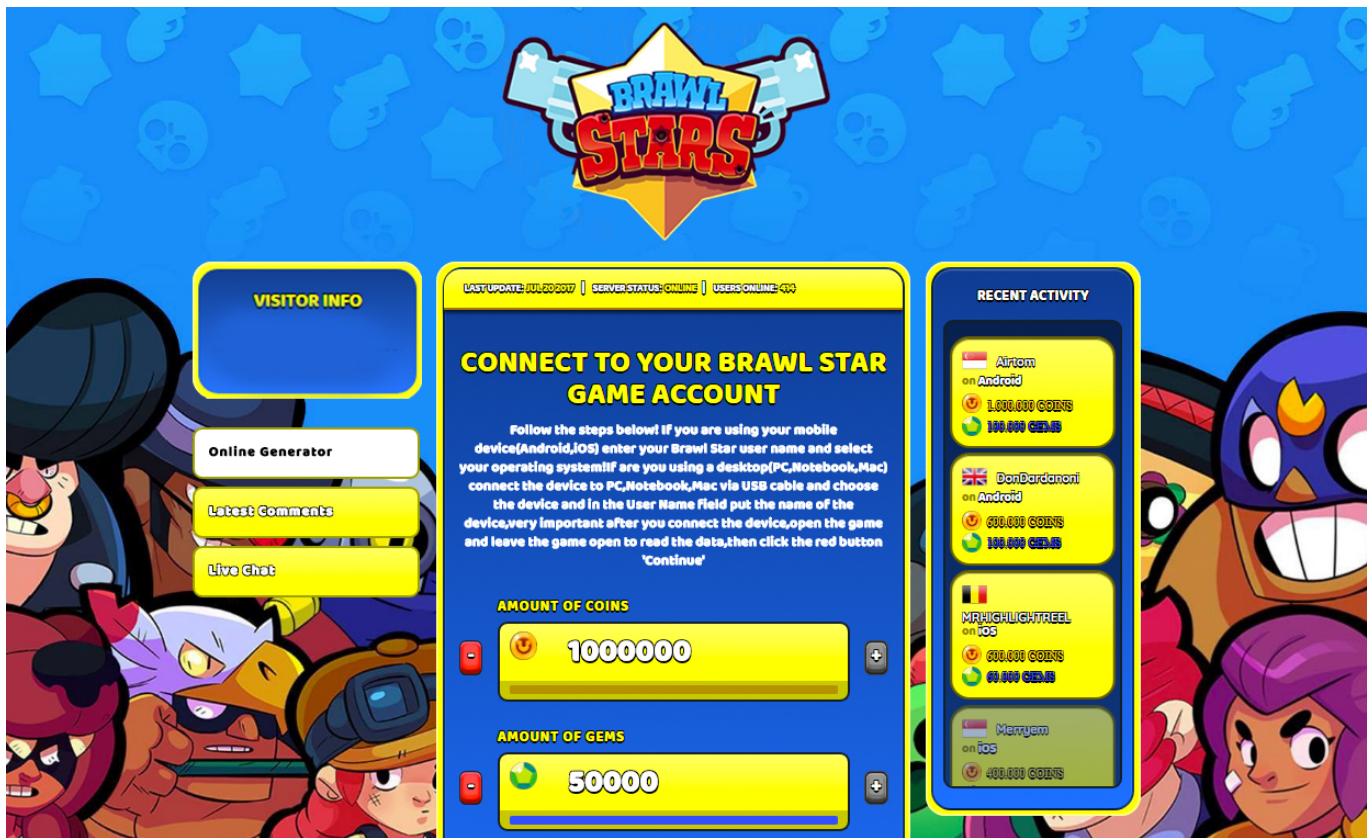 BRAWL
STARS
VISITOR INFO
Online Generator
Latest Comments
Live Chat
LAST UPDATE: JUL 20 2017 | SERVER STATUS: ONLINE | USERS ONLINE: 414
CONNECT TO YOUR BRAWL STAR
GAME ACCOUNT
Follow the steps below! If you are using your mobile
device(Android,iOS) enter your Brawl Star user name and select
your operating system!If are you using a desktop(PC,Notebook,Mac)
connect the device to PC,Notebook,Mac via USB cable and choose
the device and in the User Name field put the name of the
device,very important after you connect the device,open the game
and leave the game open to read the data,then click the red button
'Continue'
AMOUNT OF COINS
-
1000000
+
AMOUNT OF GEMS
-
50000
+
RECENT ACTIVITY
Airtom
on Android
1.000.000 COINS
100.000 GEMS
DonDardanoni
on Android
600.000 COINS
100.000 GEMS
MRHIGHLIGHTREEL
on iOS
600.000 COINS
60.000 GEMS
Merryem
on iOS
400.000 COINS